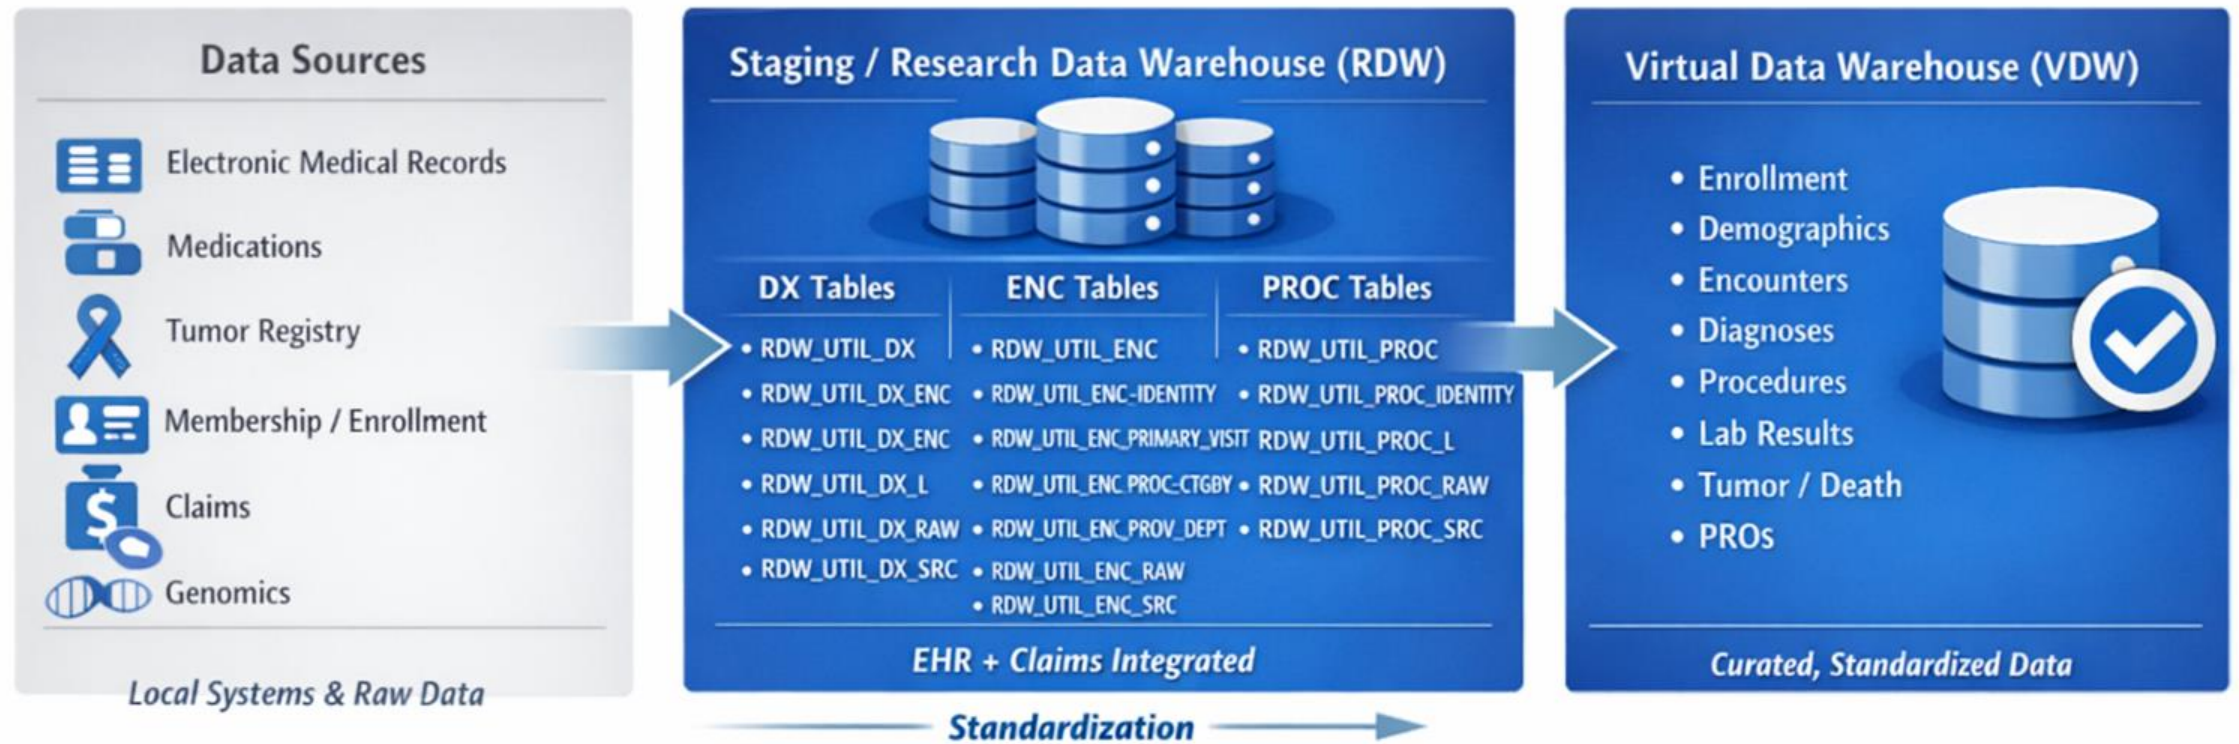 Data Sources
Electronic Medical Records
Medications
Tumor Registry
Membership / Enrollment
Claims
Genomics
Local Systems & Raw Data
Staging / Research Data Warehouse (RDW)
DX Tables
• RDW_UTIL_DX
• RDW_UTIL_DX_ENC
• RDW_UTIL_DX_ENC
• RDW_UTIL_DX_L
• RDW_UTIL_DX_RAW
• RDW_UTIL_DX_SRC
ENC Tables
• RDW_UTIL_ENC
• RDW_UTIL_ENC-IDENTITY
• RDW_UTIL_ENC_PRIMARY_VISIT
• RDW_UTIL_ENC PROC-CTGBY
• RDW_UTIL_ENC_PROV_DEPT
• RDW_UTIL_ENC_RAW
• RDW_UTIL_ENC_SRC
PROC Tables
• RDW_UTIL_PROC
• RDW_UTIL_PROC_IDENTITY
RDW_UTIL_PROC_L
• RDW_UTIL_PROC_RAW
• RDW_UTIL_PROC_SRC
EHR + Claims Integrated
Standardization
Virtual Data Warehouse (VDW)
• Enrollment
• Demographics
• Encounters
• Diagnoses
• Procedures
• Lab Results
• Tumor / Death
• PROs
Curated, Standardized Data